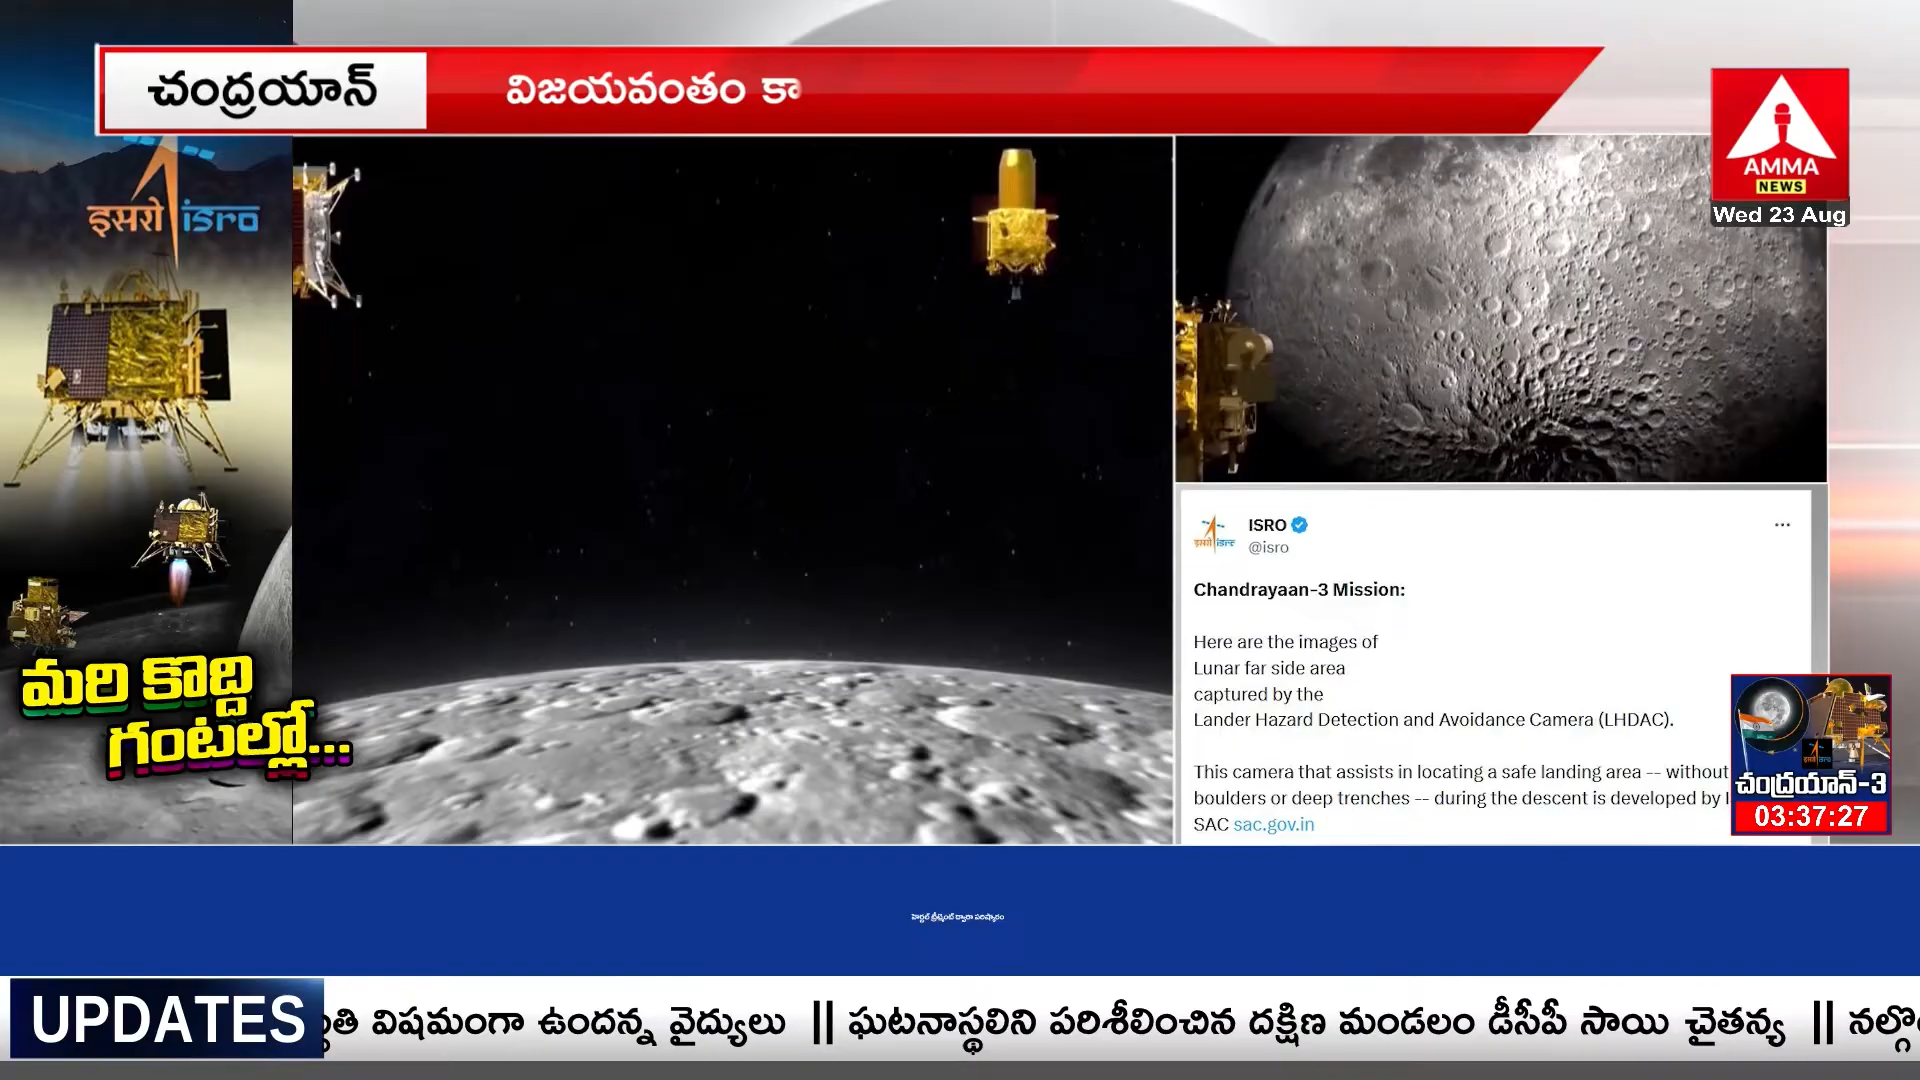 చంద్రయాన్
విజయవంతం కా
AMMA
NEWS
Wed 23 Aug
इसरो isro
ISRO
@isro
Chandrayaan-3 Mission:
Here are the images of
Lunar far side area
captured by the
Lander Hazard Detection and Avoidance Camera (LHDAC).
This camera that assists in locating a safe landing area -- without
boulders or deep trenches -- during the descent is developed by
SAC sac.gov.in
మరి కొద్ది
గంటల్లో...
చంద్రయాన్-3
03:37:27
హెర్బల్ ట్రీట్మెంట్ ద్వారా పరిష్కారం
UPDATES
విషమంగా ఉందన్న వైద్యులు || ఘటనాస్థలిని పరిశీలించిన దక్షిణ మండలం డీసీపీ సాయి చైతన్య ||